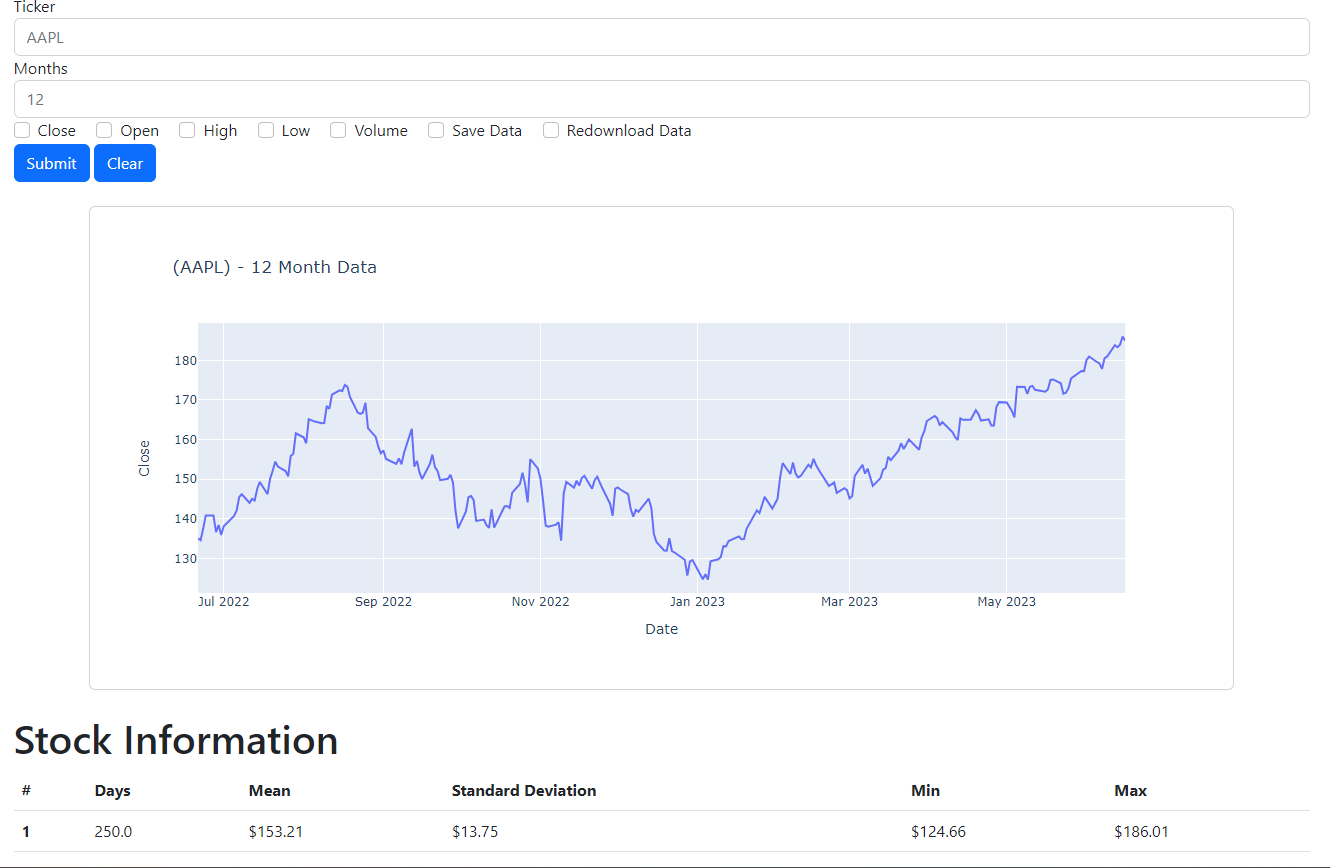 Ticker
AAPL
Months
12
Close Open High Low Volume Save Data Redownload Data
Submit Clear
(AAPL) - 12 Month Data
180
170
160
150
140
130
Close
Jul 2022 Sep 2022 Nov 2022 Jan 2023 Mar 2023 May 2023
Date
Stock Information
# Days Mean Standard Deviation Min Max
1 250.0 $153.21 $13.75 $124.66 $186.01